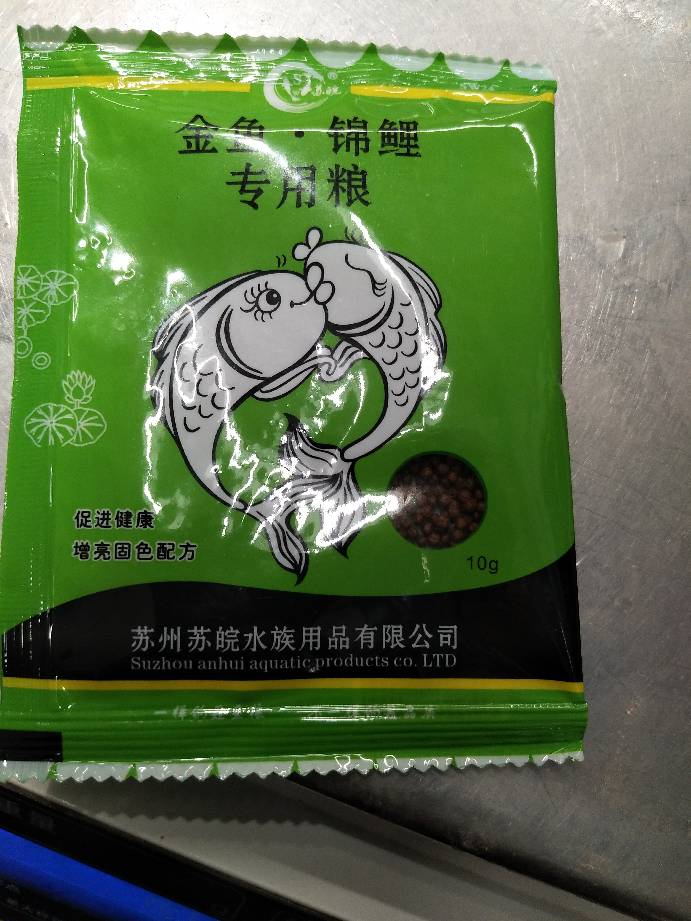 金鱼·锦鲤
专用粮
促进健康
增亮固色配方
10g
苏州苏皖水族用品有限公司
Suzhou anhui aquatic products co. LTD